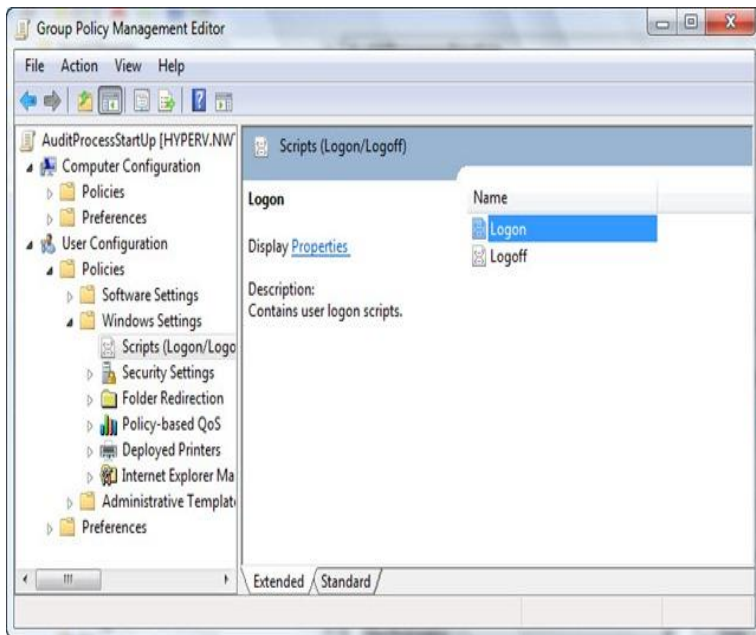 Group Policy Management Editor
File Action View Help
AuditProcessStartUp [HYPERV.NW
Computer Configuration
Policies
Preferences
User Configuration
Policies
Software Settings
Windows Settings
Scripts (Logon/Logo
Security Settings
Folder Redirection
Policy-based QoS
Deployed Printers
Internet Explorer Ma
Administrative Templat
Preferences
Scripts (Logon/Logoff)
Logon
Display Properties
Description:
Contains user logon scripts.
Name
Logon
Logoff
Extended Standard